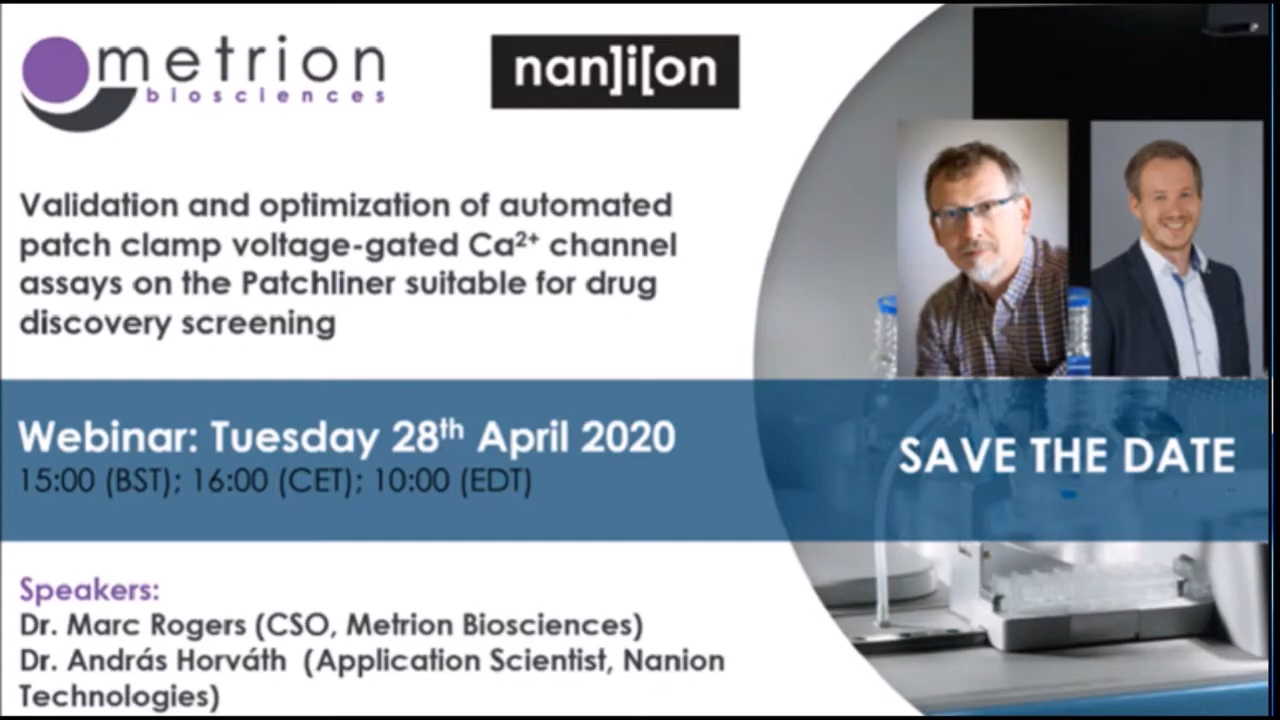 metrion
biosciences
nan]i[on
Validation and optimization of automated
patch clamp voltage-gated Ca²⁺ channel
assays on the Patchliner suitable for drug
discovery screening
Webinar: Tuesday 28th April 2020
15:00 (BST); 16:00 (CET); 10:00 (EDT)
SAVE THE DATE
Speakers:
Dr. Marc Rogers (CSO, Metrion Biosciences)
Dr. András Horváth (Application Scientist, Nanion
Technologies)